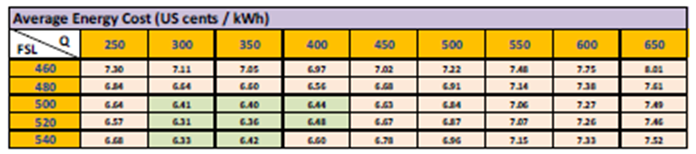 Average Energy Cost (US cents / kWh)
FSL Q 250 300 350 400 450 500 550 600 650
460 7.30 7.11 7.05 6.97 7.02 7.22 7.48 7.75 8.01
480 6.84 6.64 6.60 6.56 6.68 6.91 7.14 7.38 7.61
500 6.64 6.41 6.40 6.44 6.63 6.84 7.06 7.27 7.49
520 6.57 6.31 6.36 6.48 6.67 6.87 7.07 7.26 7.46
540 6.68 6.33 6.42 6.60 6.78 6.96 7.15 7.33 7.52